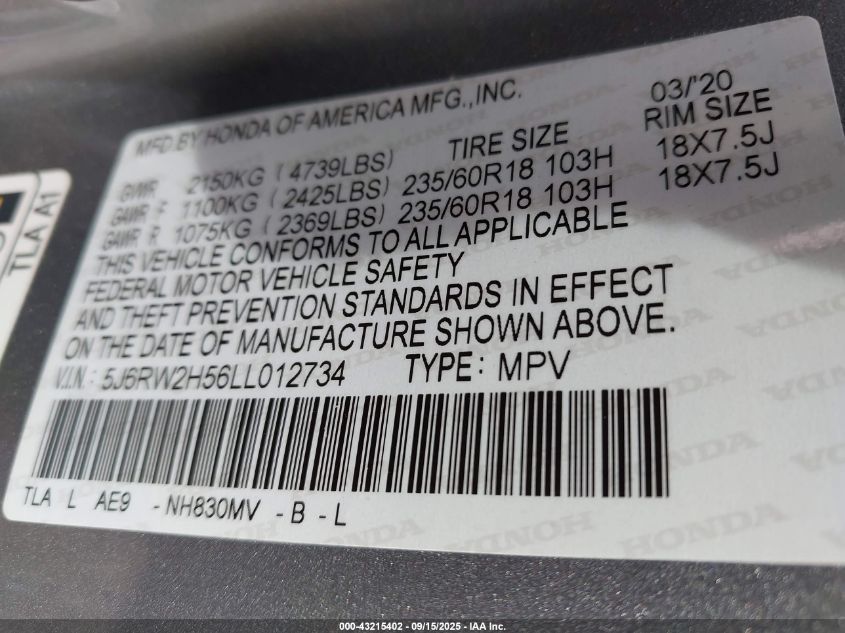 MFD.BY HONDA OF AMERICA MFG.,INC. 03/'20
TIRE SIZE RIM SIZE
GVWR 2150KG (4739LBS)
GAWR F 1100KG (2425LBS) 235/60R18 103H 18X7.5J
GAWR R 1075KG (2369LBS) 235/60R18 103H 18X7.5J
THIS VEHICLE CONFORMS TO ALL APPLICABLE
FEDERAL MOTOR VEHICLE SAFETY
AND THEFT PREVENTION STANDARDS IN EFFECT
ON THE DATE OF MANUFACTURE SHOWN ABOVE.
V.I.N.: 5J6RW2H56LL012734 TYPE: MPV
TLA L AE9 -NH830MV -B -L
TLA A1
HONDA
000-43215402 - 09/15/2025 - IAA Inc.